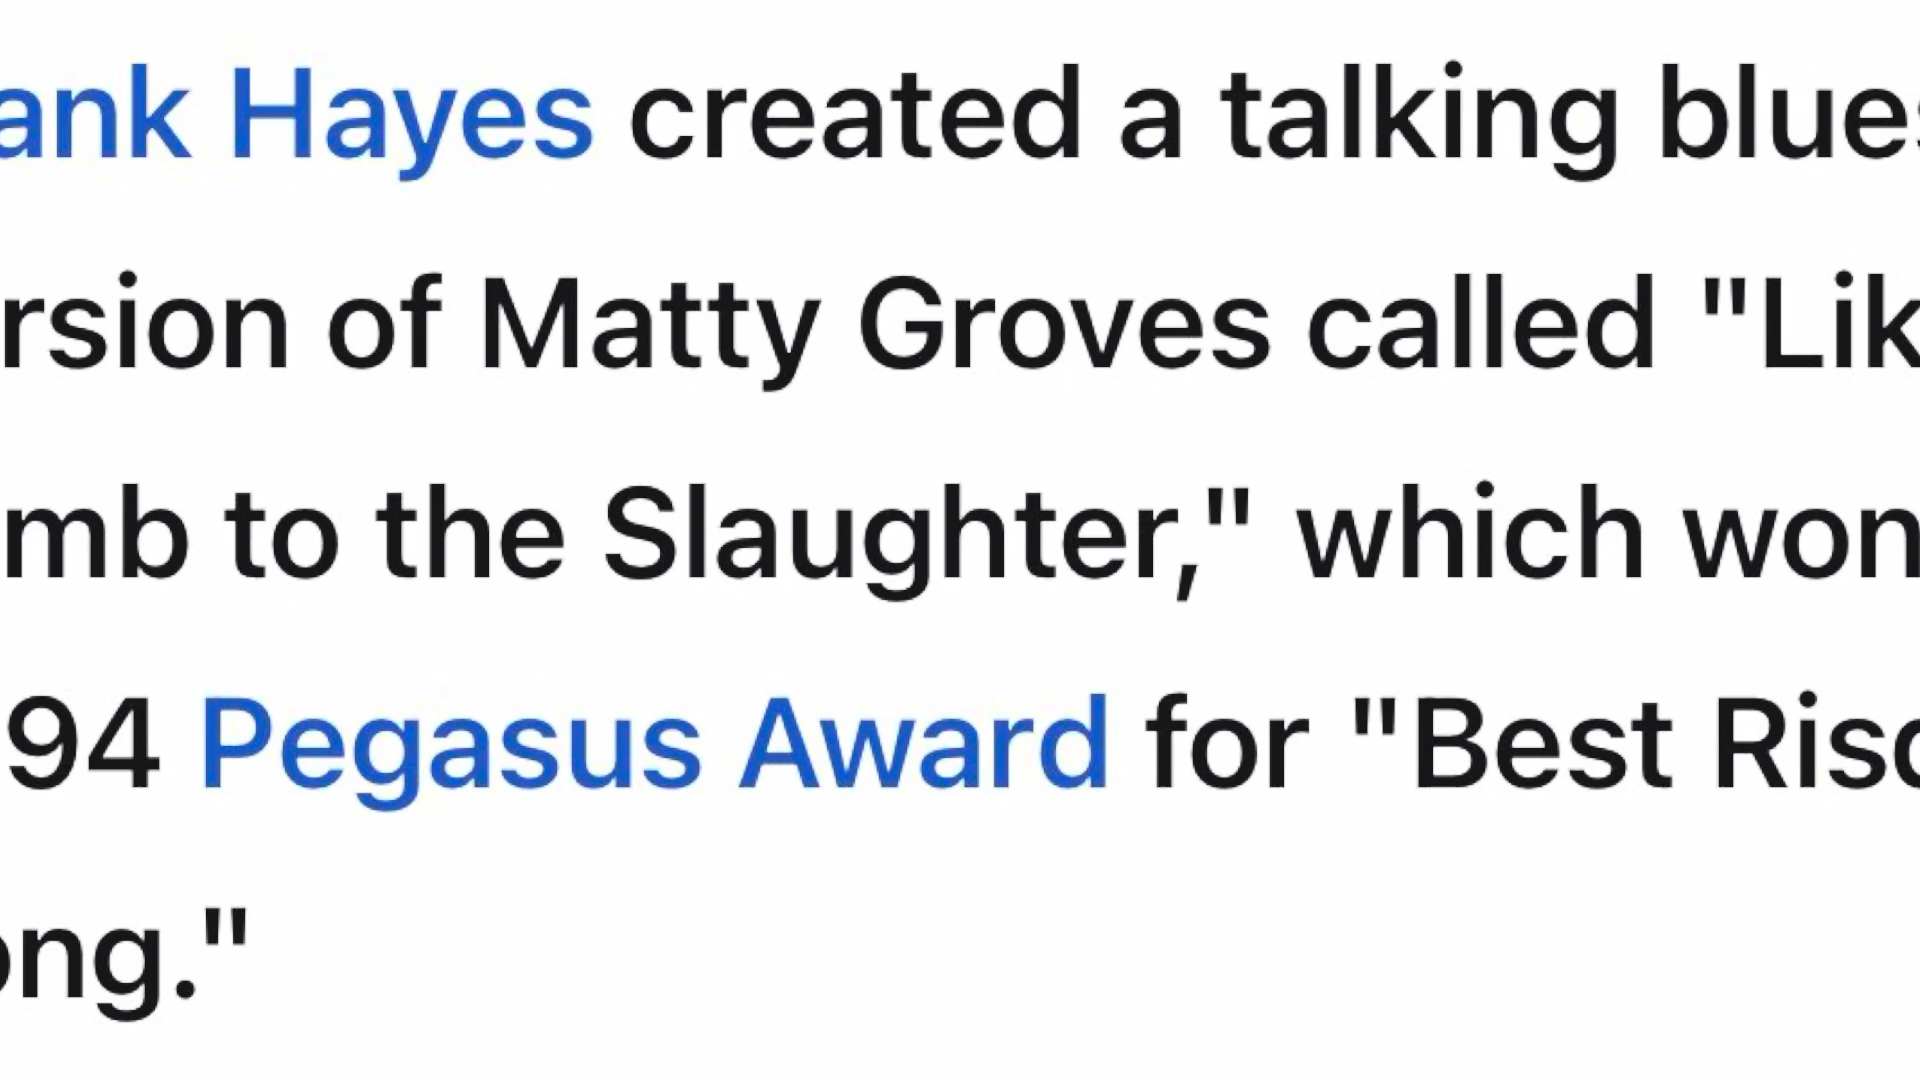 ank Hayes created a talking blues
rsion of Matty Groves called "Lik
mb to the Slaughter," which won
94 Pegasus Award for "Best Risc
ong."